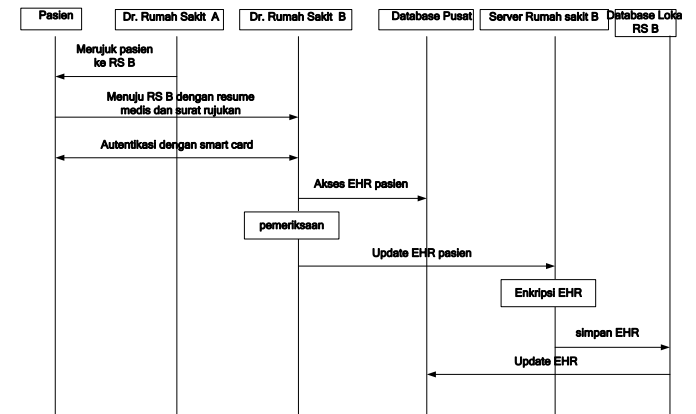 Pasien
Dr. Rumah Sakit A
Dr. Rumah Sakit B
Database Pusat
Server Rumah sakit B
Database Loka
RS B
Merujuk pasien
ke RS B
Menuju RS B dengan resume
medis dan surat rujukan
Autentikasi dengan smart card
Akses EHR pasien
pemeriksaan
Update EHR pasien
Enkripsi EHR
simpan EHR
Update EHR